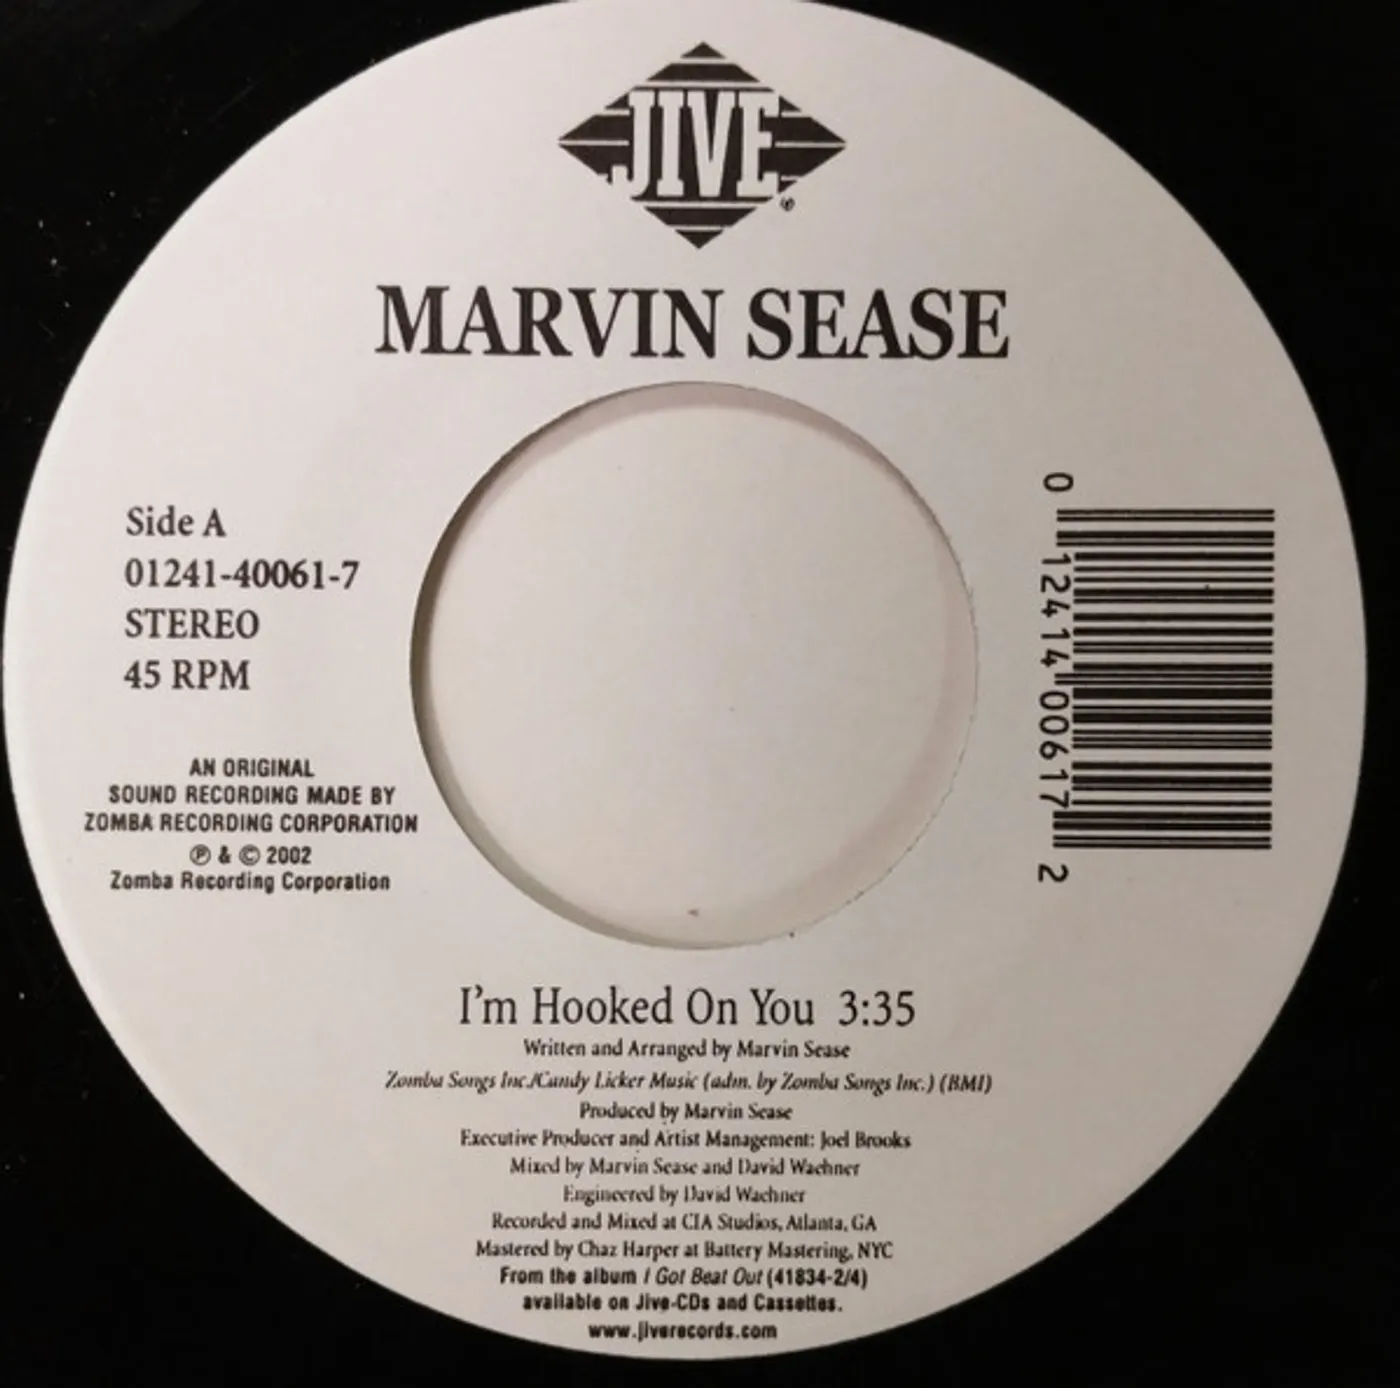 JIVE
MARVIN SEASE
Side A
01241-40061-7
STEREO
45 RPM
AN ORIGINAL
SOUND RECORDING MADE BY
ZOMBA RECORDING CORPORATION
℗ & © 2002
Zomba Recording Corporation
0 12414 00617 2
I'm Hooked On You 3:35
Written and Arranged by Marvin Sease
Zomba Songs Inc./Candy Licker Music (adm. by Zomba Songs Inc.) (BMI)
Produced by Marvin Sease
Executive Producer and Artist Management: Joel Brooks
Mixed by Marvin Sease and David Waehner
Engineered by David Waehner
Recorded and Mixed at CIA Studios, Atlanta, GA
Mastered by Chaz Harper at Battery Mastering, NYC
From the album I Got Beat Out (41834-2/4)
available on Jive-CDs and Cassettes.
www.jiverecords.com